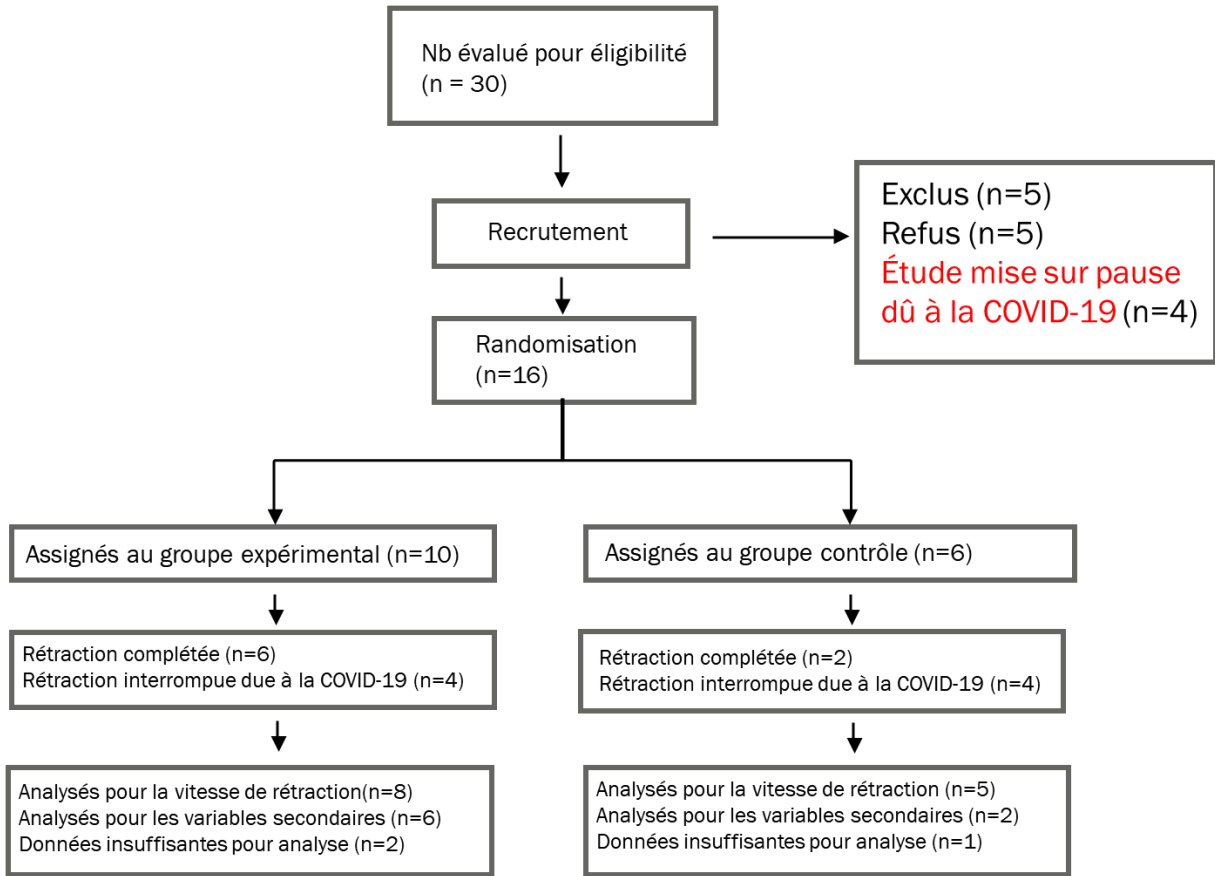 Nb évalué pour éligibilité
(n = 30)
Recrutement
Exclus (n=5)
Refus (n=5)
Étude mise sur pause
dû à la COVID-19 (n=4)
Randomisation
(n=16)
Assignés au groupe expérimental (n=10)
Assignés au groupe contrôle (n=6)
Rétraction complétée (n=6)
Rétraction interrompue due à la COVID-19 (n=4)
Rétraction complétée (n=2)
Rétraction interrompue due à la COVID-19 (n=4)
Analysés pour la vitesse de rétraction(n=8)
Analysés pour les variables secondaires (n=6)
Données insuffisantes pour analyse (n=2)
Analysés pour la vitesse de rétraction (n=5)
Analysés pour les variables secondaires (n=2)
Données insuffisantes pour analyse (n=1)